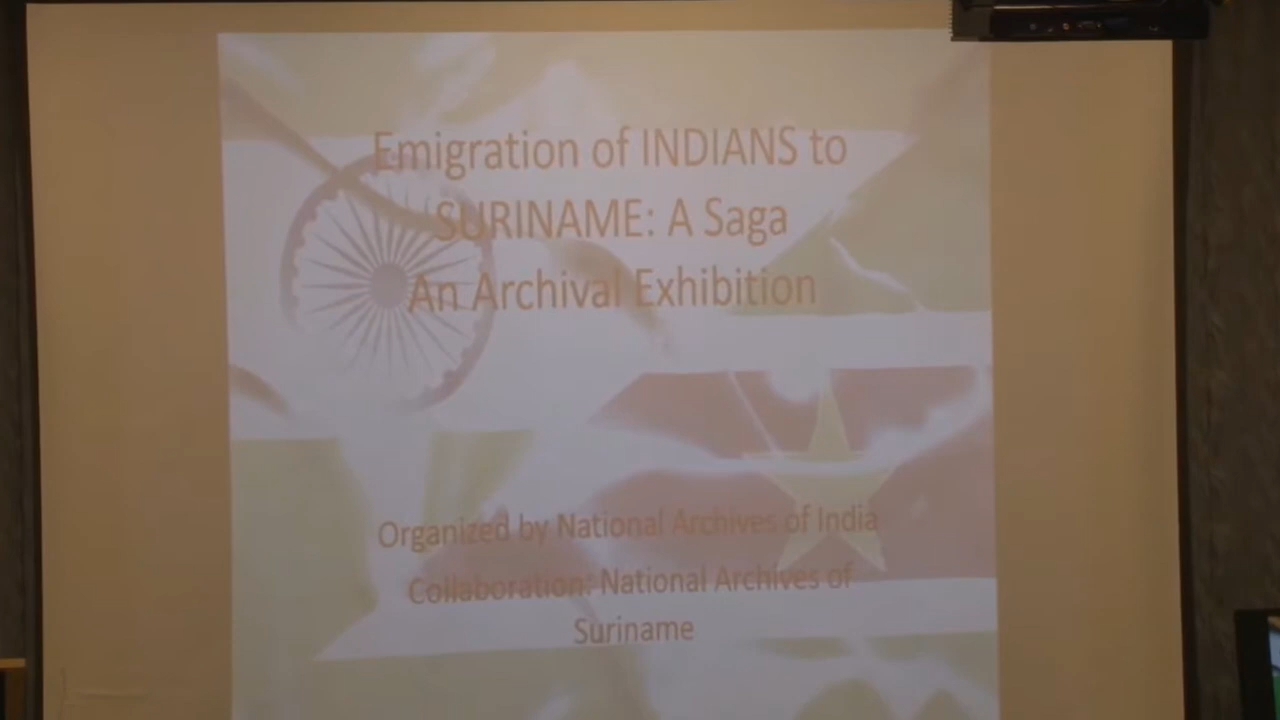 Emigration of INDIANS to
SURINAME: A Saga
An Archival Exhibition
Organized by National Archives of India
Collaboration: National Archives of
Suriname